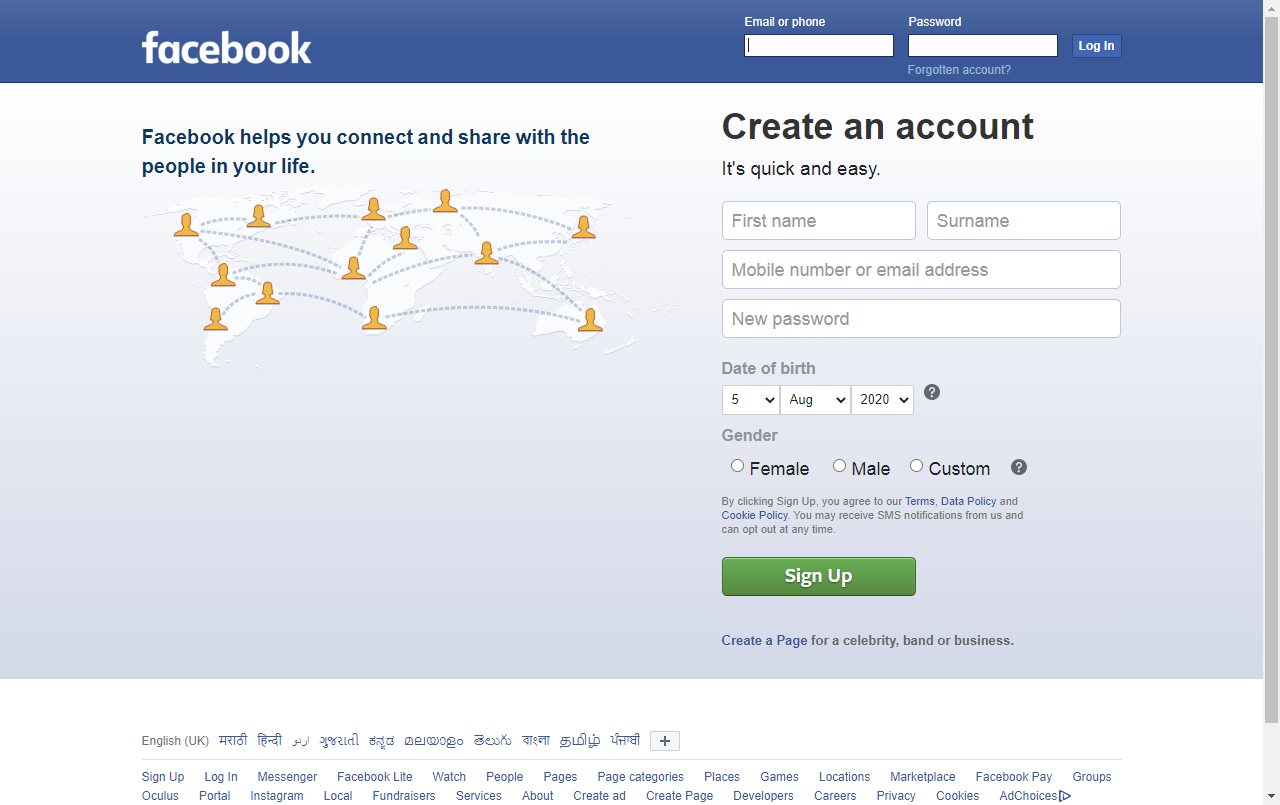 facebook
Email or phone
Password
Log In
Forgotten account?
Facebook helps you connect and share with the
people in your life.
Create an account
It's quick and easy.
First name
Surname
Mobile number or email address
New password
Date of birth
5 Aug 2020 ?
Gender
Female Male Custom ?
By clicking Sign Up, you agree to our Terms, Data Policy and
Cookie Policy. You may receive SMS notifications from us and
can opt out at any time.
Sign Up
Create a Page for a celebrity, band or business.
English (UK) मराठी हिन्दी اردو ગુજરાતી ಕನ್ನಡ മലയാളം తెలుగు বাংলা தமிழ் ਪੰਜਾਬੀ +
Sign Up Log In Messenger Facebook Lite Watch People Pages Page categories Places Games Locations Marketplace Facebook Pay Groups
Oculus Portal Instagram Local Fundraisers Services About Create ad Create Page Developers Careers Privacy Cookies AdChoices